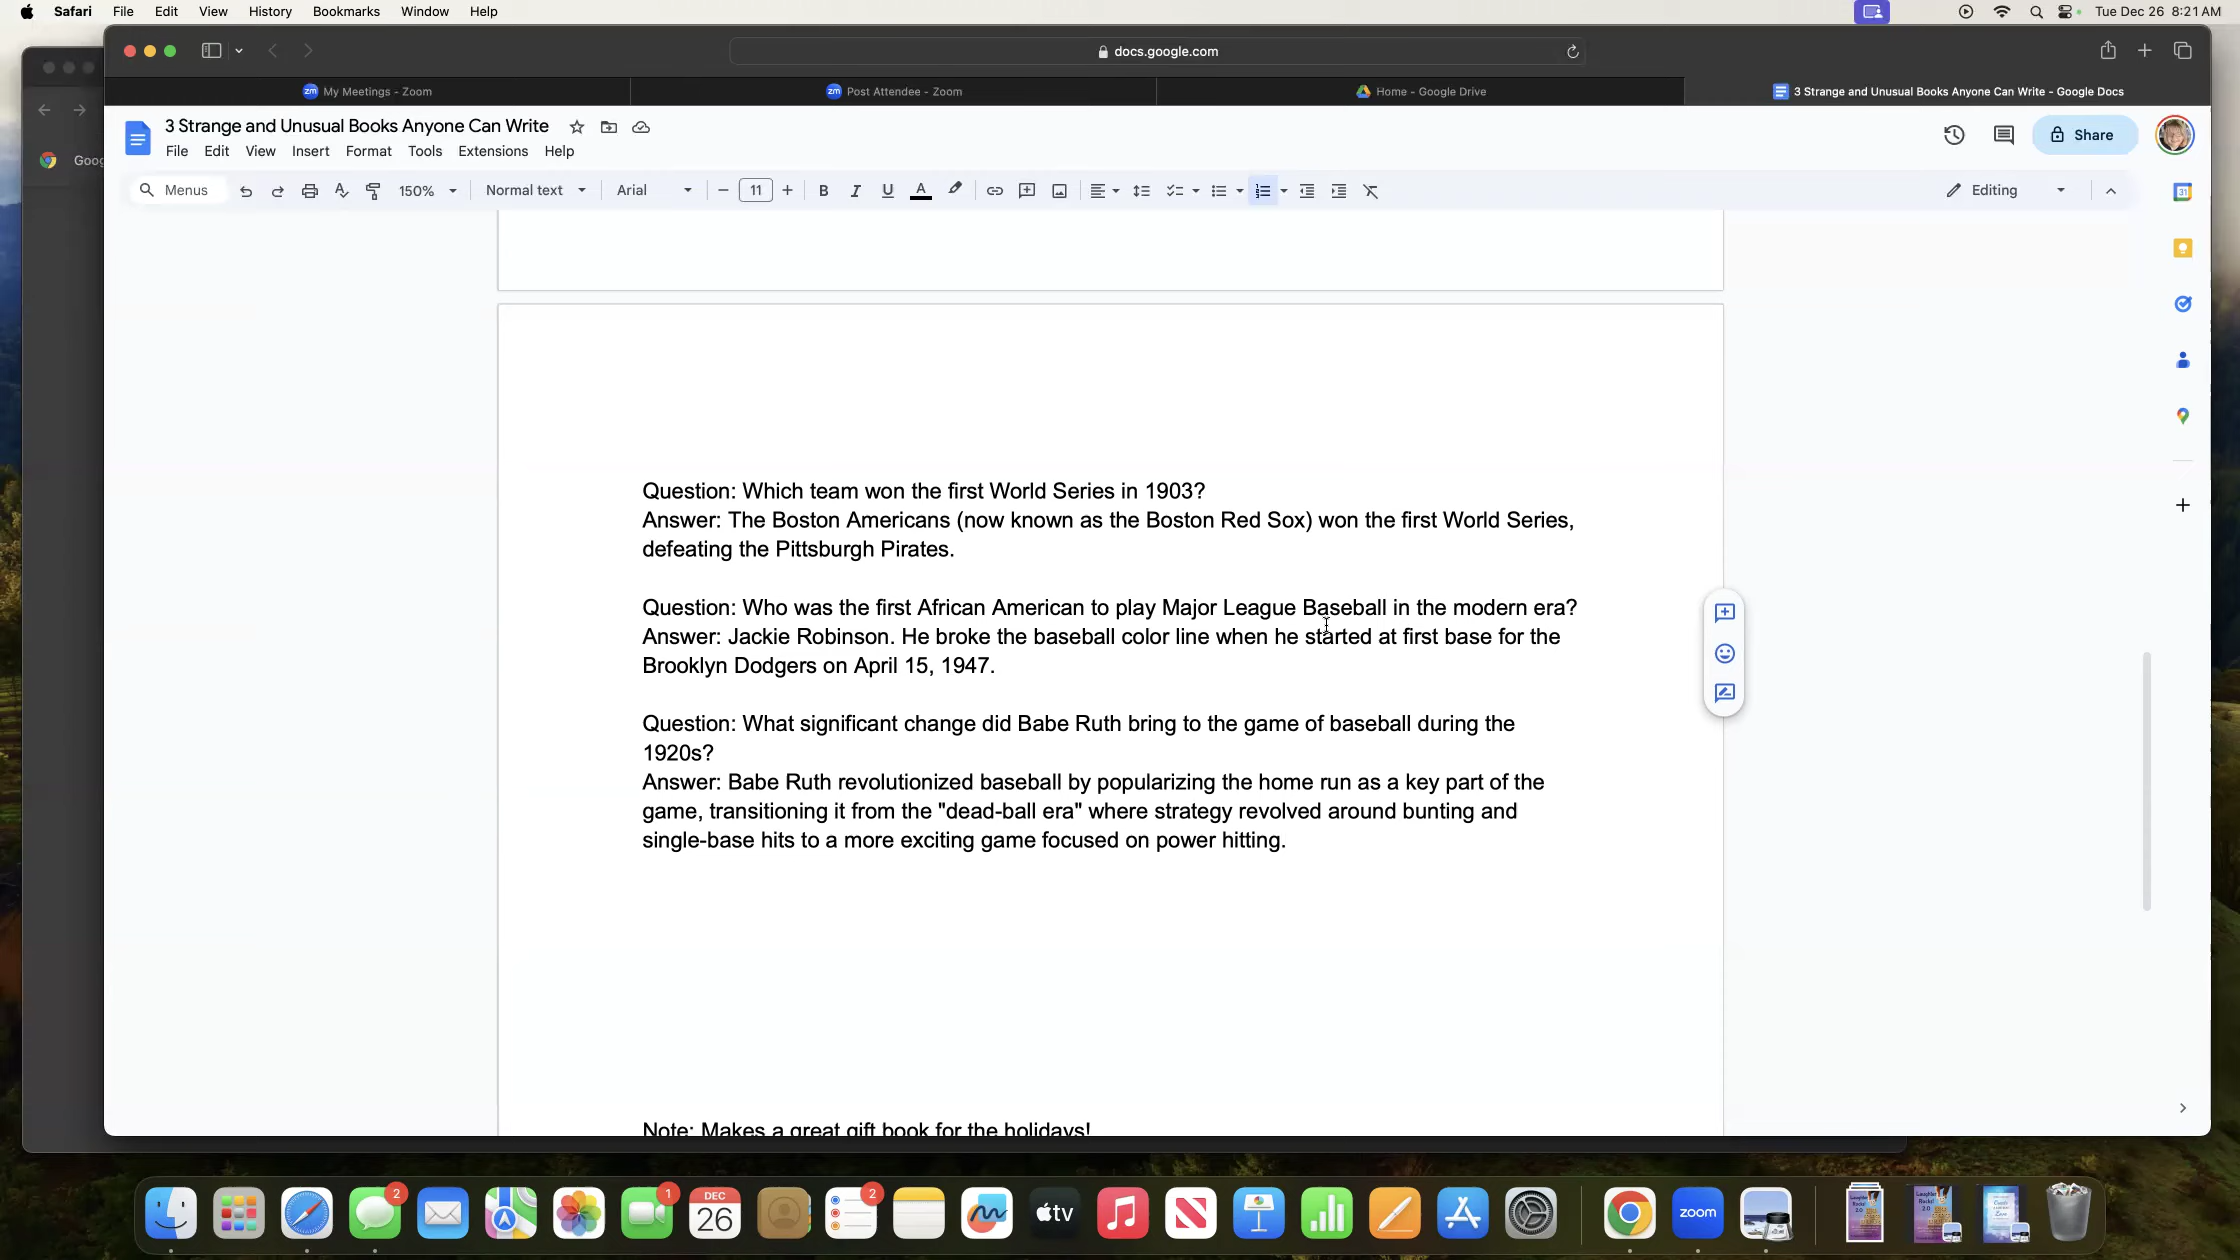 Safari File Edit View History Bookmarks Window Help Tue Dec 26 8:21 AM
docs.google.com
My Meetings - Zoom Post Attendee - Zoom Home - Google Drive 3 Strange and Unusual Books Anyone Can Write - Google Docs
3 Strange and Unusual Books Anyone Can Write
Share
Goog
File Edit View Insert Format Tools Extensions Help
Menus 150% Normal text Arial 11 Editing
Question: Which team won the first World Series in 1903?
Answer: The Boston Americans (now known as the Boston Red Sox) won the first World Series,
defeating the Pittsburgh Pirates.
Question: Who was the first African American to play Major League Baseball in the modern era?
Answer: Jackie Robinson. He broke the baseball color line when he started at first base for the
Brooklyn Dodgers on April 15, 1947.
Question: What significant change did Babe Ruth bring to the game of baseball during the
1920s?
Answer: Babe Ruth revolutionized baseball by popularizing the home run as a key part of the
game, transitioning it from the "dead-ball era" where strategy revolved around bunting and
single-base hits to a more exciting game focused on power hitting.
Note: Makes a great gift book for the holidays!
2 1 DEC 26 2 tv zoom